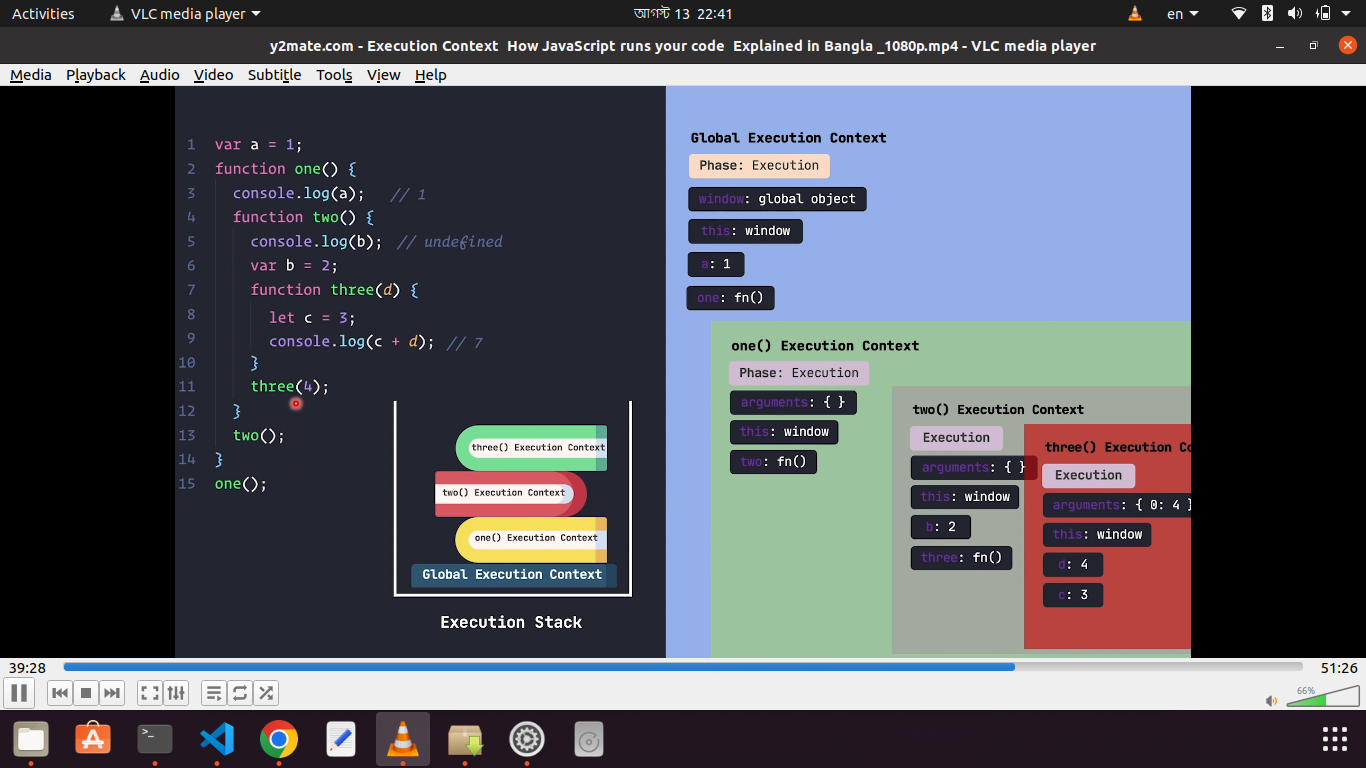 Activities VLC media player আগস্ট 13 22:41 en
y2mate.com - Execution Context How JavaScript runs your code Explained in Bangla _1080p.mp4 - VLC media player
Media Playback Audio Video Subtitle Tools View Help
1 var a = 1;
2 function one() {
3 console.log(a); // 1
4 function two() {
5 console.log(b); // undefined
6 var b = 2;
7 function three(d) {
8 let c = 3;
9 console.log(c + d); // 7
10 }
11 three(4);
12 }
13 two();
14 }
15 one();
three() Execution Context
two() Execution Context
one() Execution Context
Global Execution Context
Execution Stack
Global Execution Context
Phase: Execution
window: global object
this: window
a: 1
one: fn()
one() Execution Context
Phase: Execution
arguments: { }
this: window
two: fn()
two() Execution Context
Execution
arguments: { }
this: window
b: 2
three: fn()
three() Execution Co
Execution
arguments: { 0: 4 }
this: window
d: 4
c: 3
39:28 51:26
66%
>_